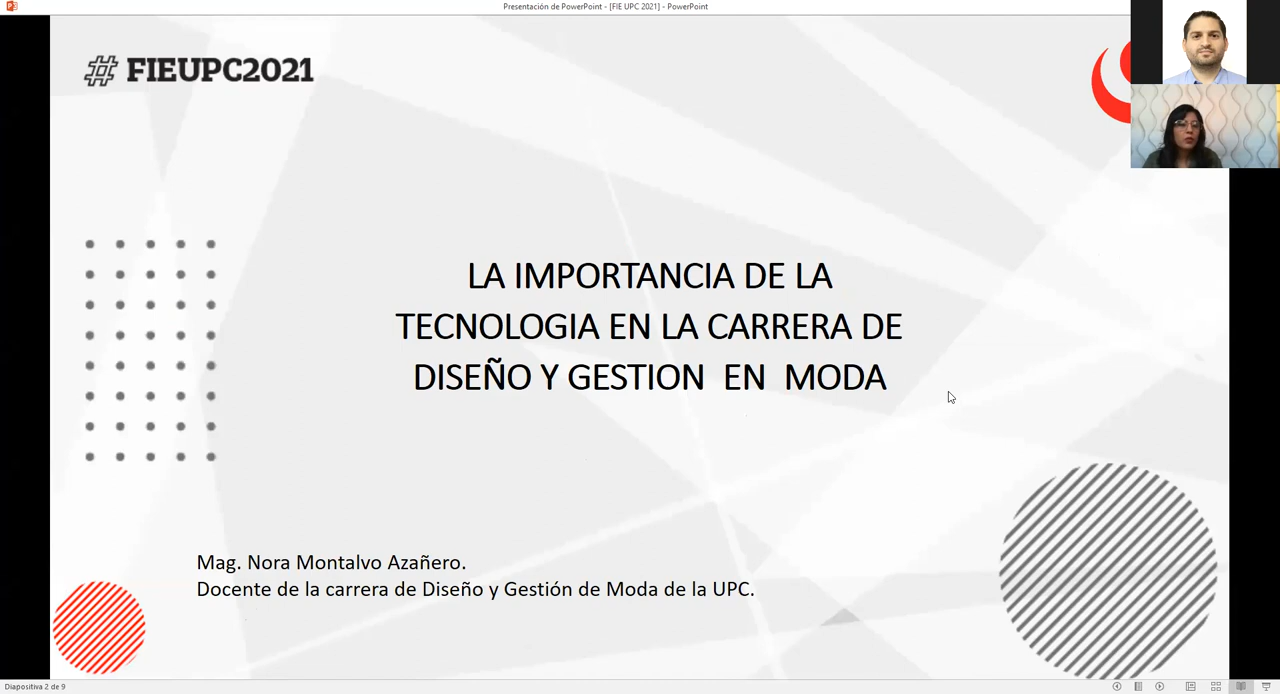 Presentación de PowerPoint - [FIE UPC 2021] - PowerPoint
# FIEUPC2021
LA IMPORTANCIA DE LA
TECNOLOGIA EN LA CARRERA DE
DISEÑO Y GESTION EN MODA
Mag. Nora Montalvo Azañero.
Docente de la carrera de Diseño y Gestión de Moda de la UPC.
Diapositiva 2 de 9